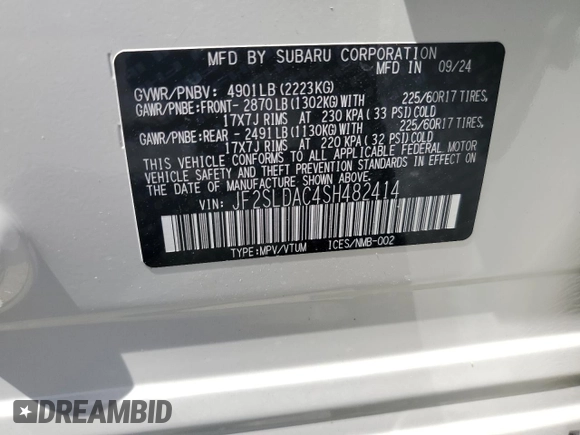 MFD BY SUBARU CORPORATION
MFD IN 09/24
GVWR/PNBV: 4901LB(2223KG)
GAWR/PNBE:FRONT- 2870LB(1302KG)WITH 225/60R17 TIRES,
17X7J RIMS AT 230 KPA(33 PSI)COLD
GAWR/PNBE:REAR - 2491LB(1130KG)WITH 225/60R17 TIRES,
17X7J RIMS AT 220 KPA(32 PSI)COLD
THIS VEHICLE CONFORMS TO ALL APPLICABLE FEDERAL MOTOR
VEHICLE SAFETY AND THEFT PREVENTION STANDARDS IN EFFECT
ON THE DATE OF MANUFACTURE SHOWN ABOVE.
VIN: JF2SLDAC4SH482414
TYPE:MPV/VTUM ICES/NMB-002
DREAMBID